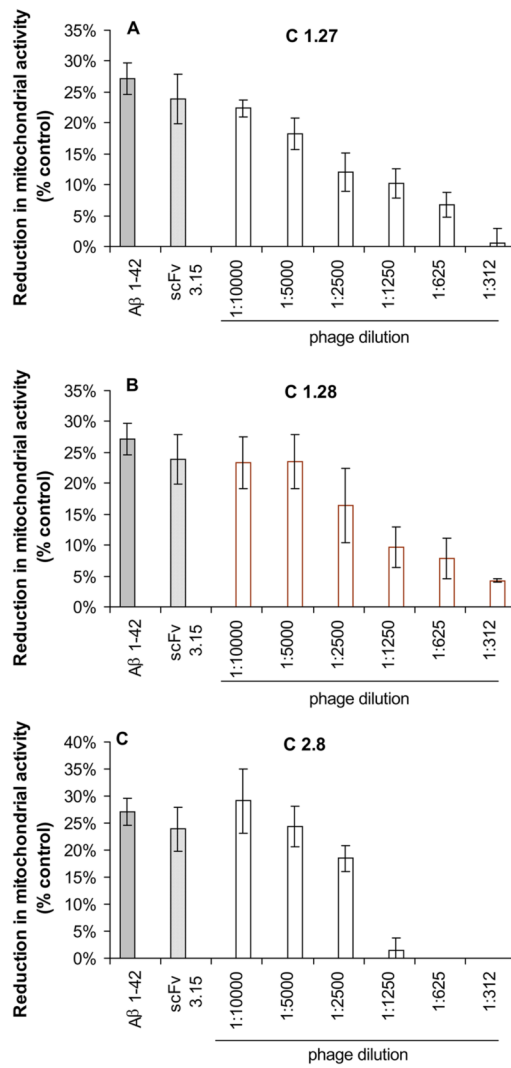 A
C 1.27
Reduction in mitochondrial activity
(% control)
35%
30%
25%
20%
15%
10%
5%
0%
Aβ 1-42
scFv
3.15
1:10000
1:5000
1:2500
1:1250
1:625
1:312
phage dilution
B
C 1.28
Reduction in mitochondrial activity
(% control)
35%
30%
25%
20%
15%
10%
5%
0%
Aβ 1-42
scFv
3.15
1:10000
1:5000
1:2500
1:1250
1:625
1:312
phage dilution
C
C 2.8
Reduction in mitochondrial activity
(% control)
40%
35%
30%
25%
20%
15%
10%
5%
0%
Aβ 1-42
scFv
3.15
1:10000
1:5000
1:2500
1:1250
1:625
1:312
phage dilution